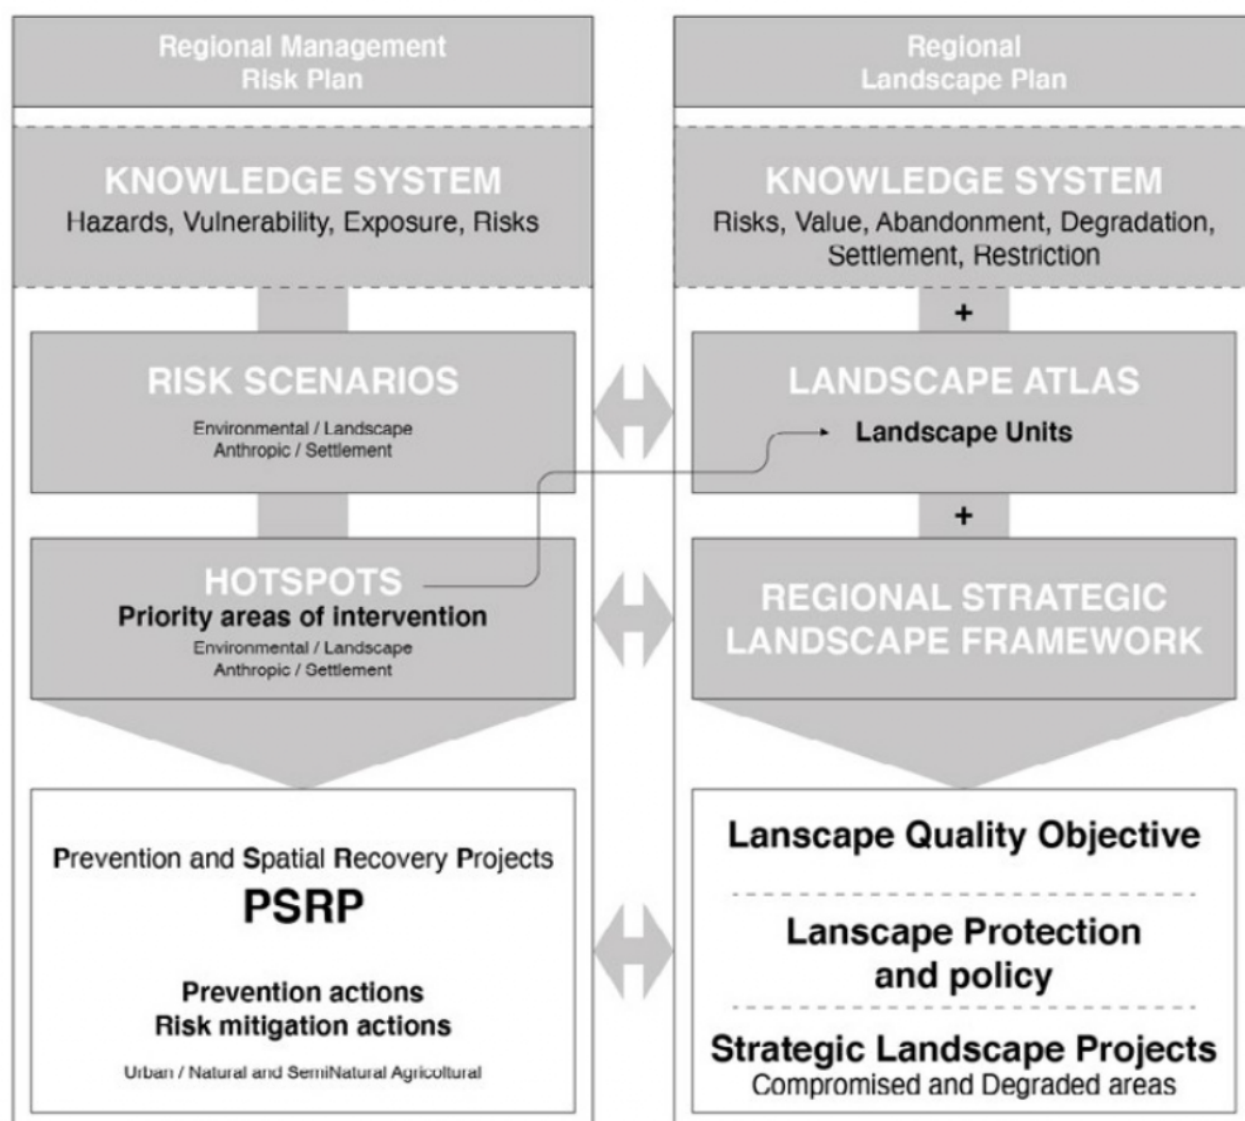 Regional Management
Risk Plan
KNOWLEDGE SYSTEM
Hazards, Vulnerability, Exposure, Risks
RISK SCENARIOS
Environmental / Landscape
Anthropic / Settlement
HOTSPOTS
Priority areas of intervention
Environmental / Landscape
Anthropic / Settlement
Prevention and Spatial Recovery Projects
PSRP
Prevention actions
Risk mitigation actions
Urban / Natural and SemiNatural Agricoltural
Regional
Landscape Plan
KNOWLEDGE SYSTEM
Risks, Value, Abandonment, Degradation,
Settlement, Restriction
+
LANDSCAPE ATLAS
Landscape Units
+
REGIONAL STRATEGIC
LANDSCAPE FRAMEWORK
Lanscape Quality Objective
Lanscape Protection
and policy
Strategic Landscape Projects
Compromised and Degraded areas